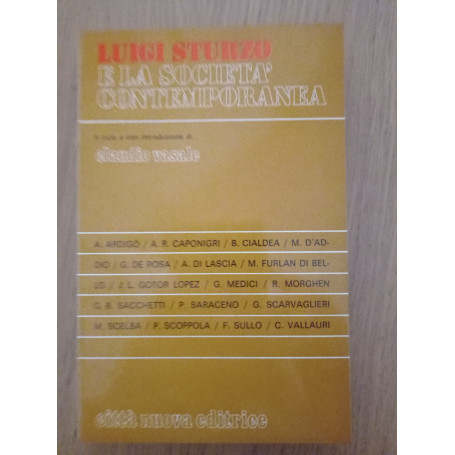 LUIGI STURZO
E LA SOCIETA'
CONTEMPORANEA
a cura e con introduzione di
claudio vasale
A. ARDIGÒ / A. R. CAPONIGRI / B. CIALDEA / M. D'AD-
DIO / G. DE ROSA / A. DI LASCIA / M. FURLAN DI BEL-
LO / J. L. GOTOR LOPEZ / G. MEDICI / R. MORGHEN
G. B. SACCHETTI / P. SARACENO / G. SCARVAGLIERI
M. SCELBA / P. SCOPPOLA / F. SULLO / C. VALLAURI
città nuova editrice